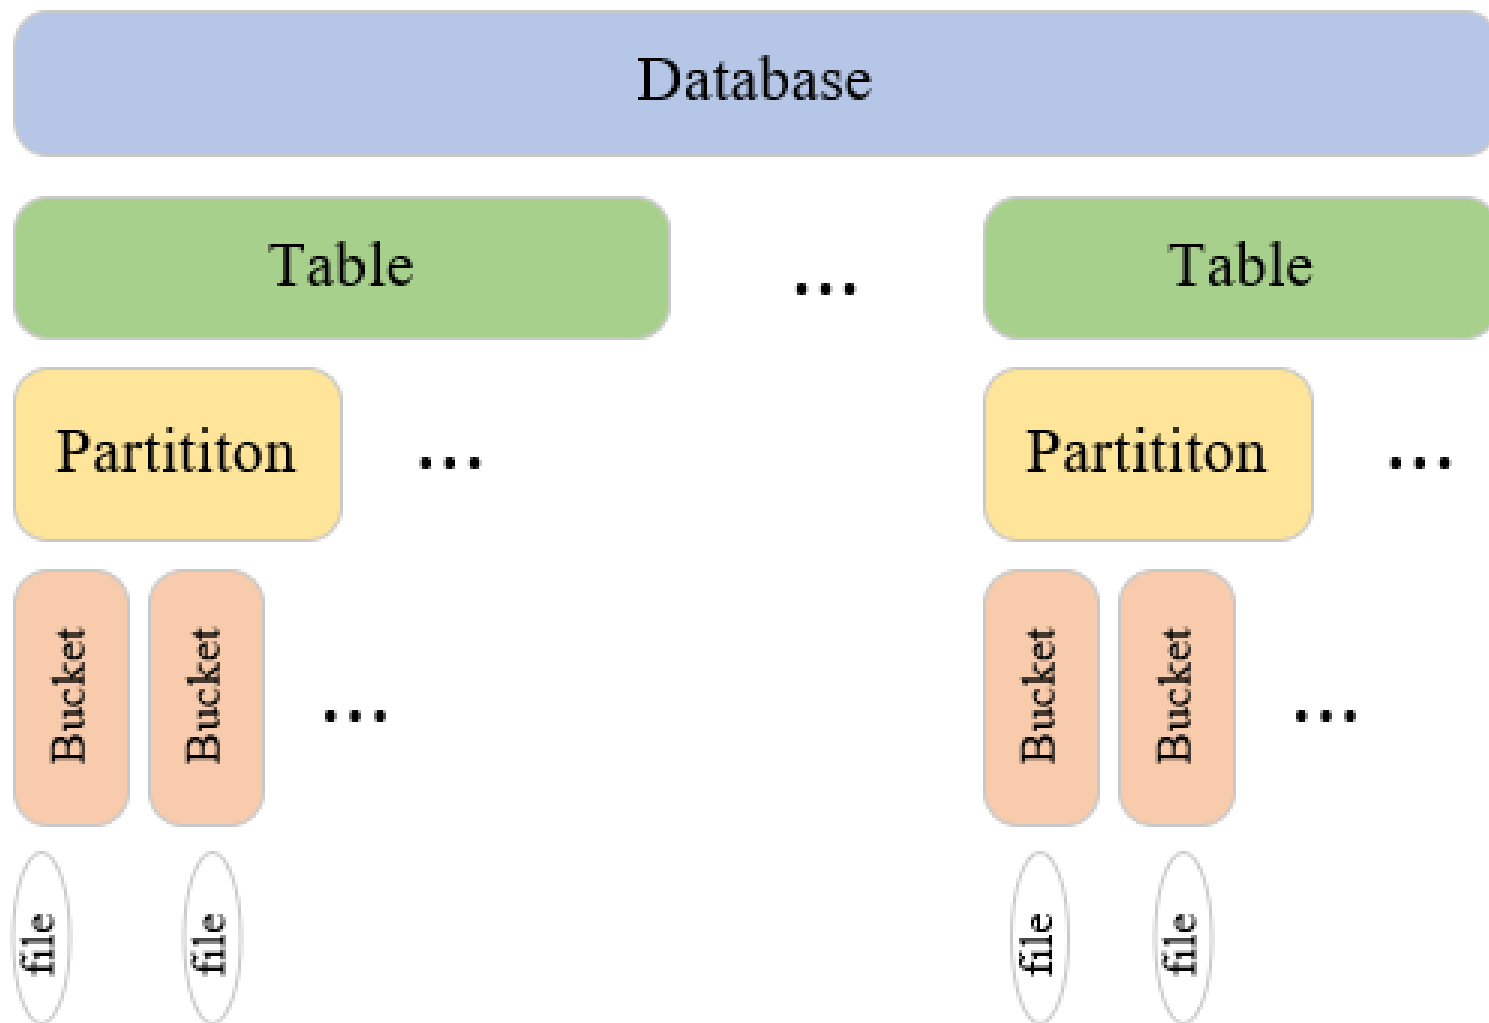 Database
Table
...
Table
Partititon
...
Partititon
...
Bucket
Bucket
...
Bucket
Bucket
...
file
file
file
file